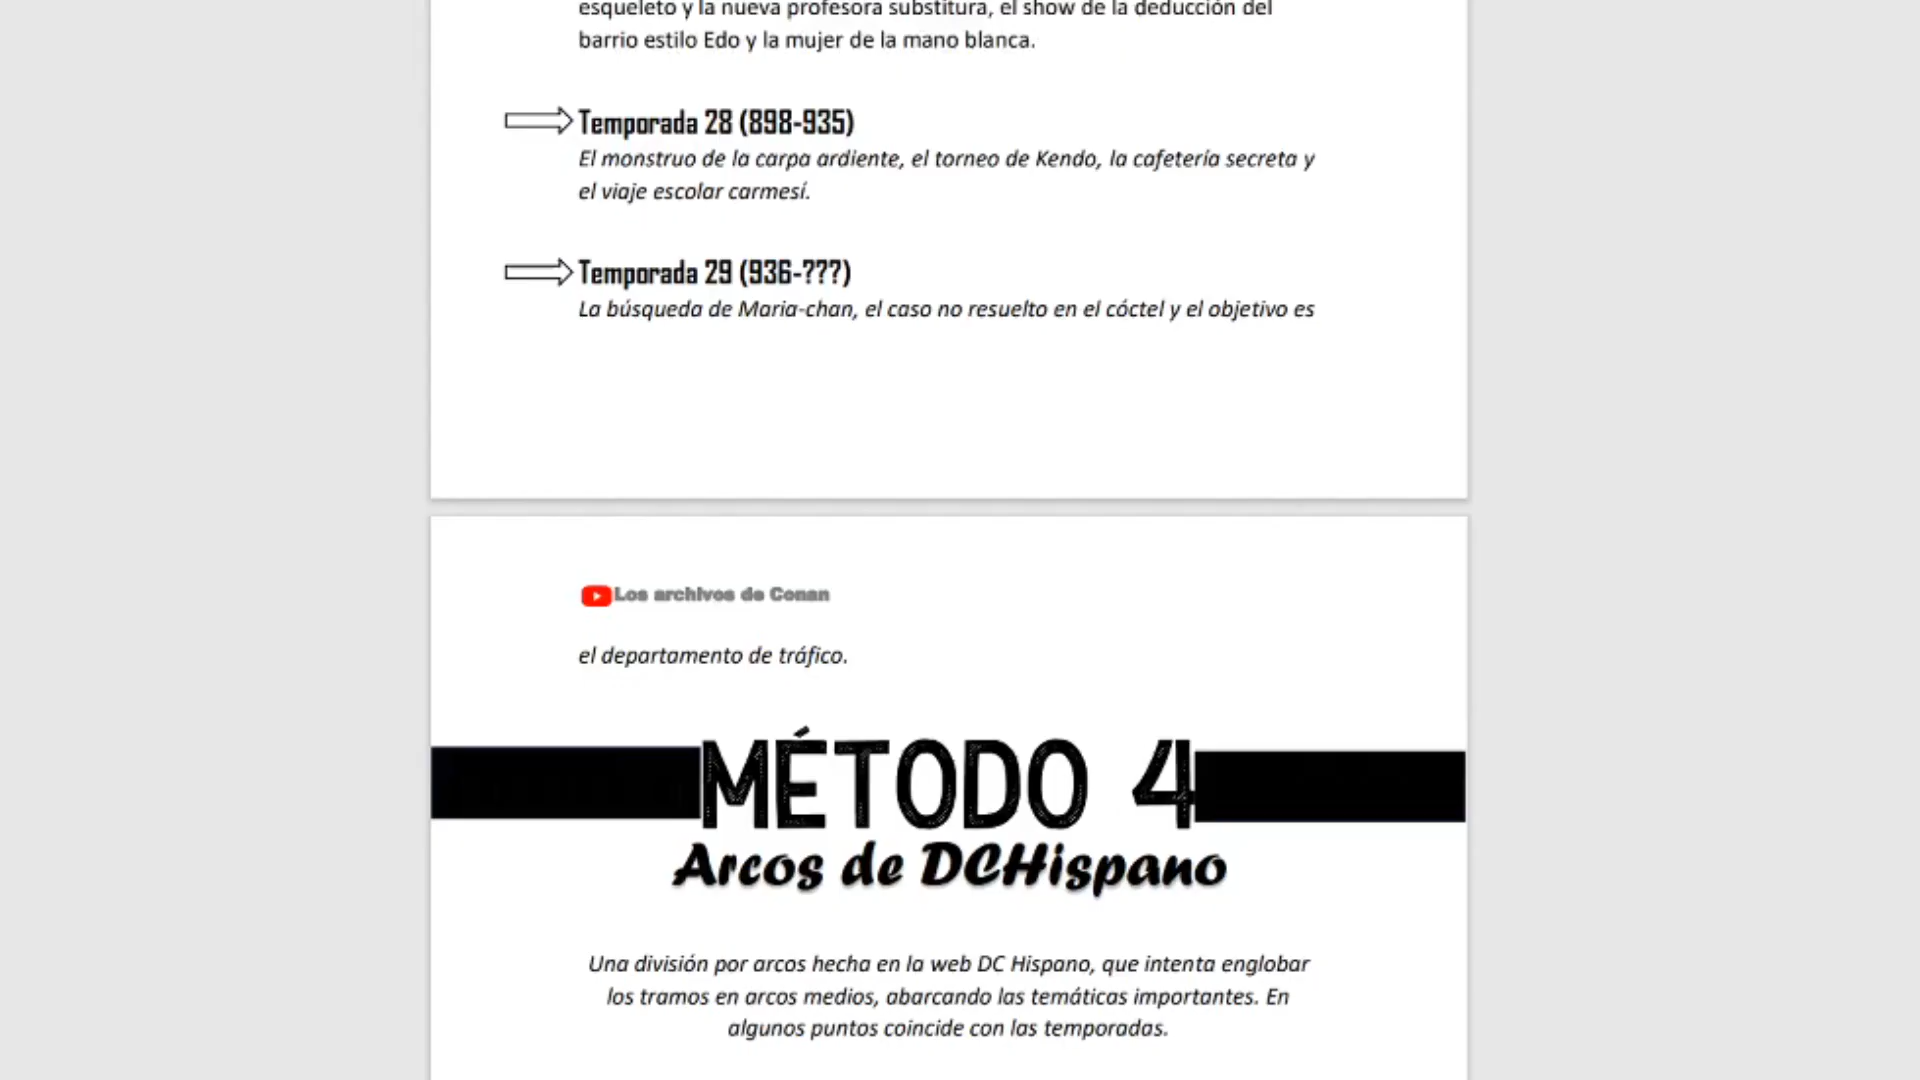 esqueleto y la nueva profesora substitura, el show de la deducción del
barrio estilo Edo y la mujer de la mano blanca.
Temporada 28 (898-935)
El monstruo de la carpa ardiente, el torneo de Kendo, la cafetería secreta y
el viaje escolar carmesí.
Temporada 29 (936-???)
La búsqueda de Maria-chan, el caso no resuelto en el cóctel y el objetivo es
Los archivos de Conan
el departamento de tráfico.
MÉTODO 4
Arcos de DCHispano
Una división por arcos hecha en la web DC Hispano, que intenta englobar
los tramos en arcos medios, abarcando las temáticas importantes. En
algunos puntos coincide con las temporadas.